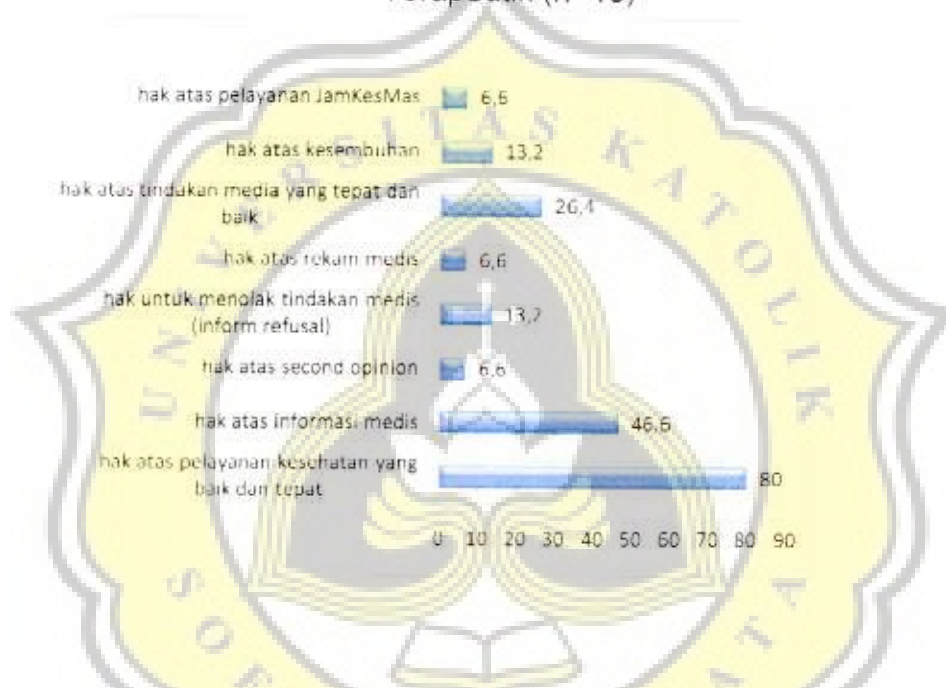 hak atas pelayanan JamKesMas 6,6
hak atas kesembuhan 13,2
hak atas tindakan media yang tepat dan
baik 26,4
hak atas rekam medis 6,6
hak untuk menolak tindakan medis
(inform refusal) 13,2
hak atas second opinion 6,6
hak atas informasi medis 46,6
hak atas pelayanan kesehatan yang
baik dan tepat 80
0 10 20 30 40 50 60 70 80 90
UNIVERSITAS KATOLIK